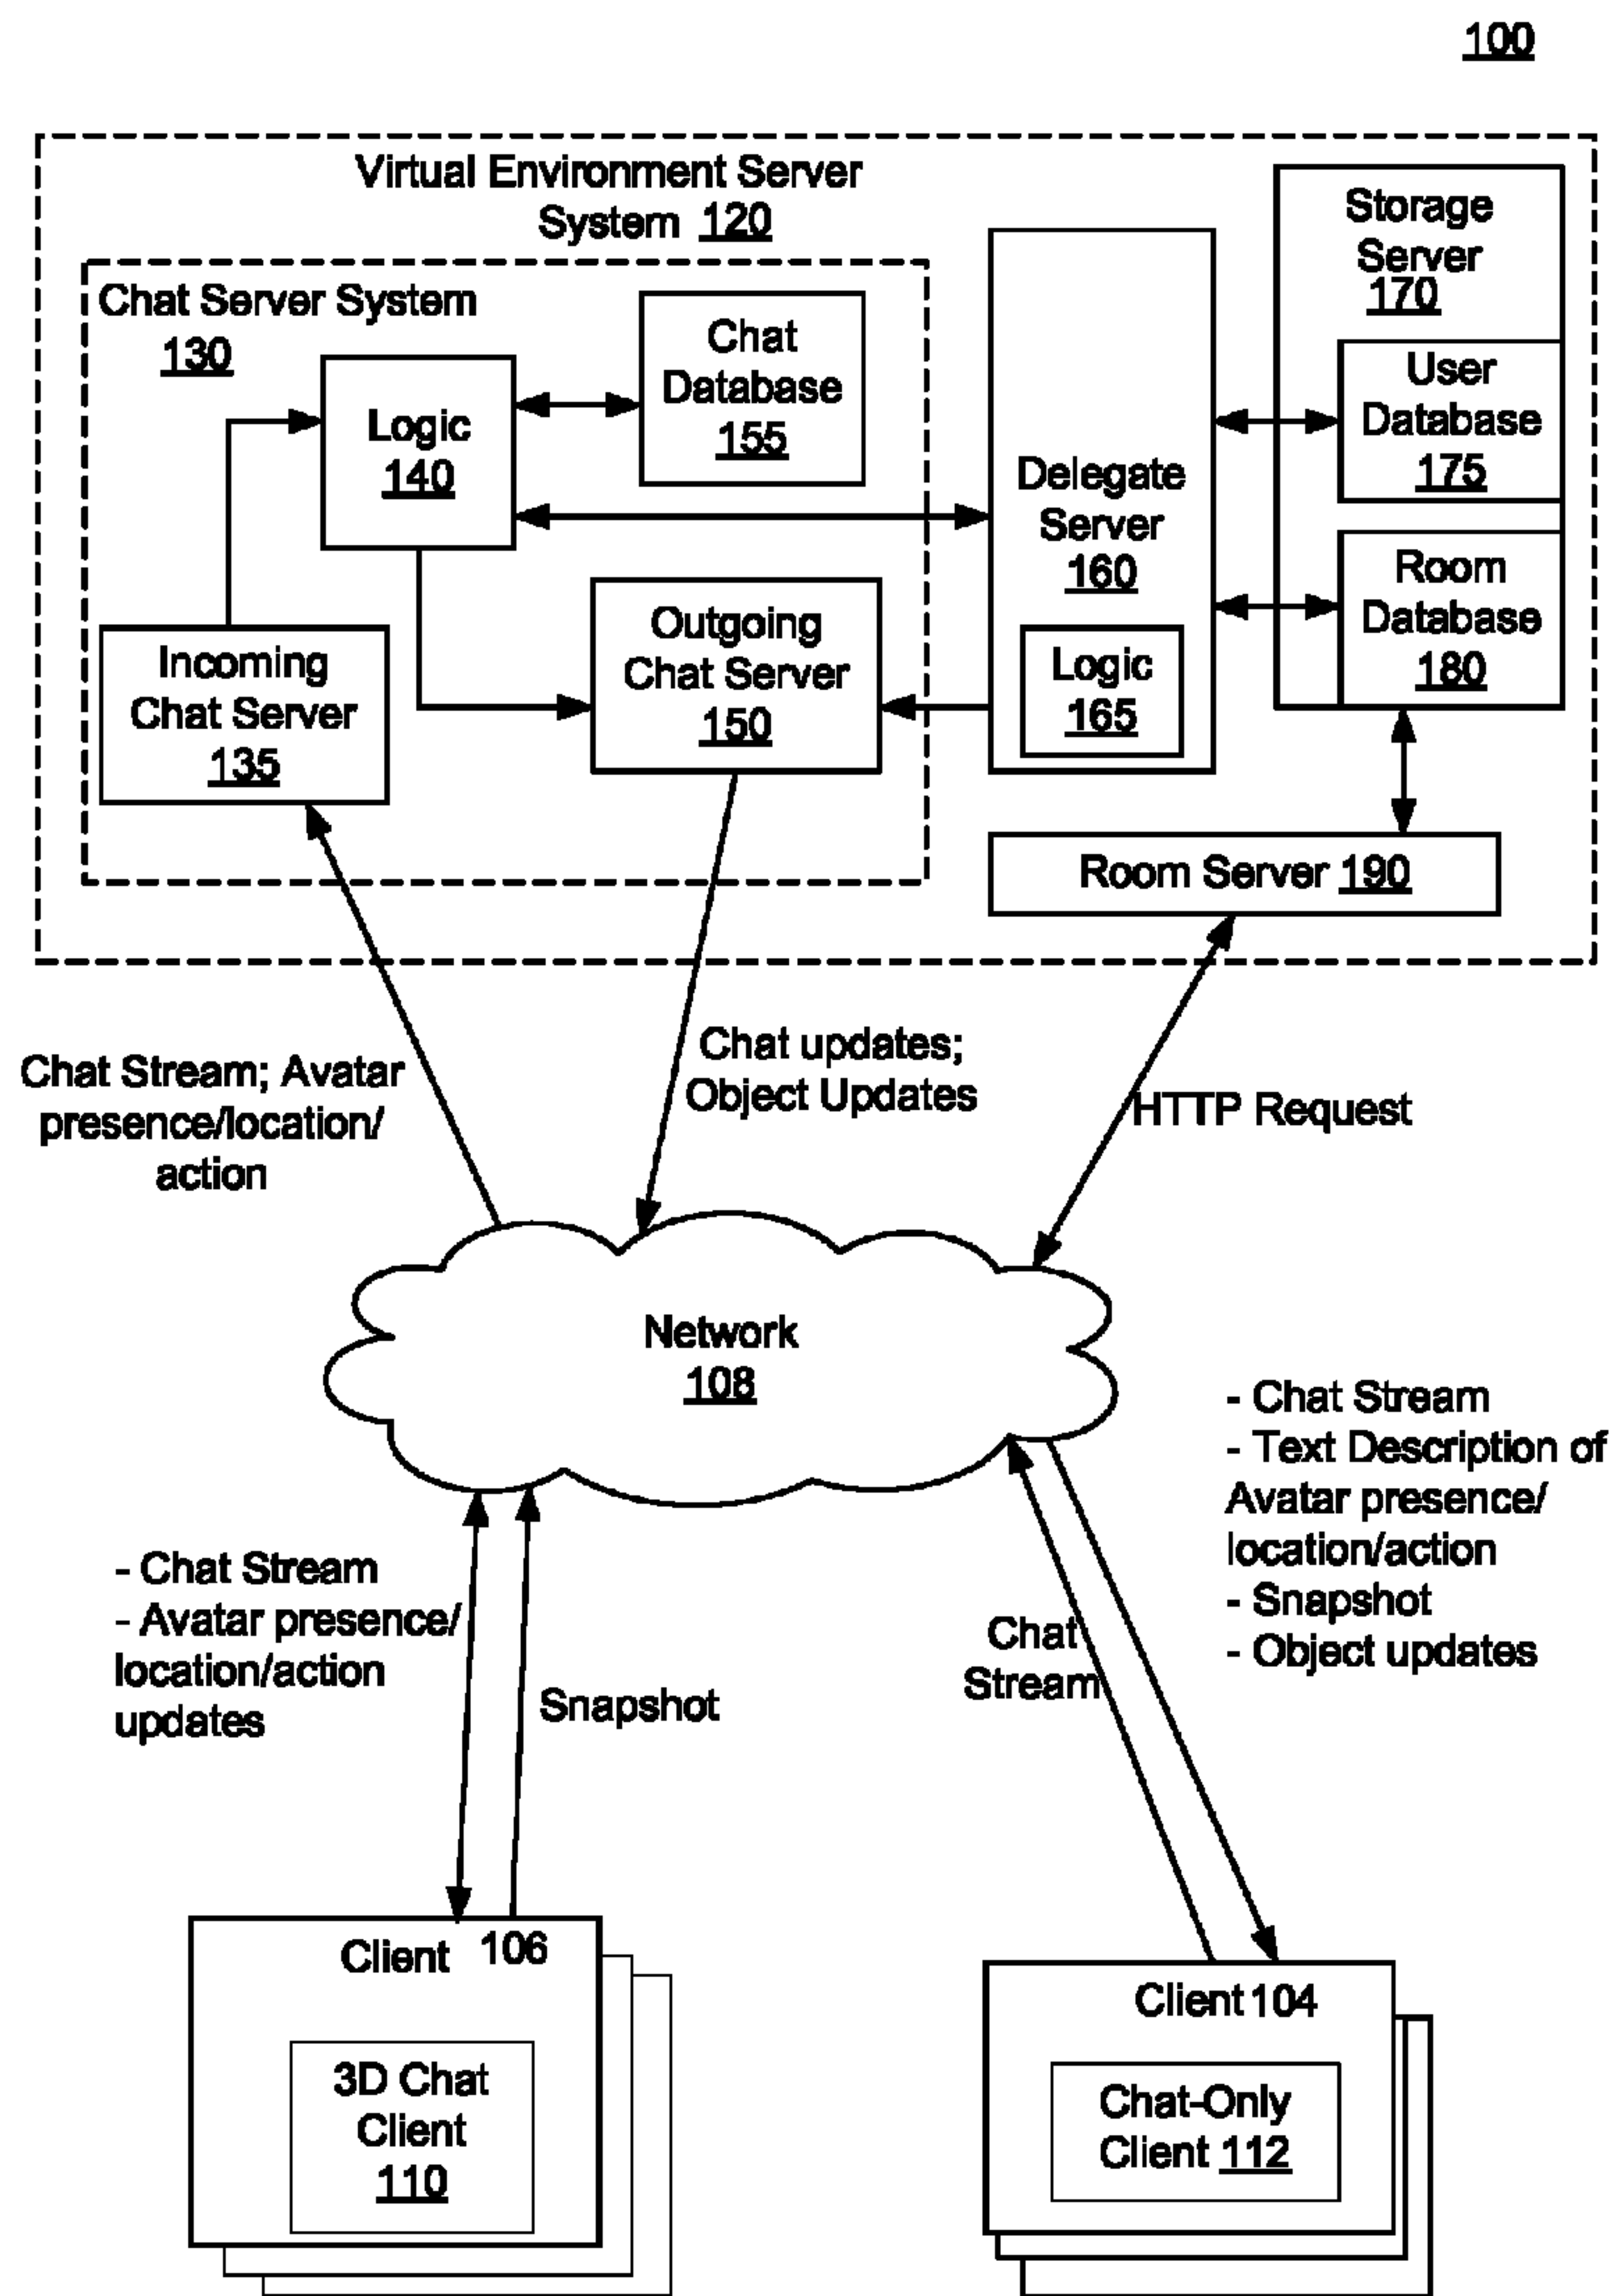 100
Virtual Environment Server
System 120
Chat Server System
130
Logic
140
Chat
Database
155
Incoming
Chat Server
135
Outgoing
Chat Server
150
Delegate
Server
160
Logic
165
Storage
Server
170
User
Database
175
Room
Database
180
Room Server 190
Chat Stream; Avatar
presence/location/
action
Chat updates;
Object Updates
HTTP Request
Network
108
- Chat Stream
- Avatar presence/
location/action
updates
Snapshot
Chat
Stream
- Chat Stream
- Text Description of
Avatar presence/
location/action
- Snapshot
- Object updates
Client 106
3D Chat
Client
110
Client 104
Chat-Only
Client 112